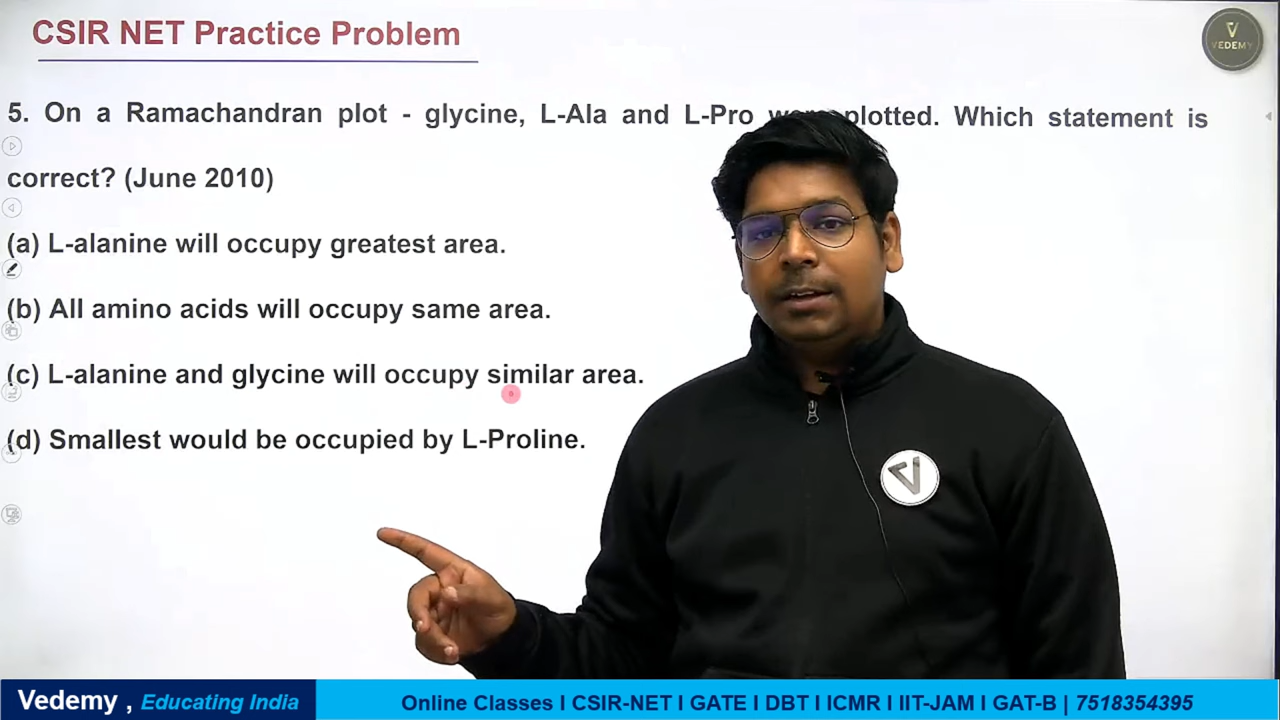 CSIR NET Practice Problem
V
VEDEMY
5. On a Ramachandran plot - glycine, L-Ala and L-Pro were plotted. Which statement is
correct? (June 2010)
(a) L-alanine will occupy greatest area.
(b) All amino acids will occupy same area.
(c) L-alanine and glycine will occupy similar area.
(d) Smallest would be occupied by L-Proline.
Vedemy , Educating India
Online Classes I CSIR-NET I GATE I DBT I ICMR I IIT-JAM I GAT-B | 7518354395